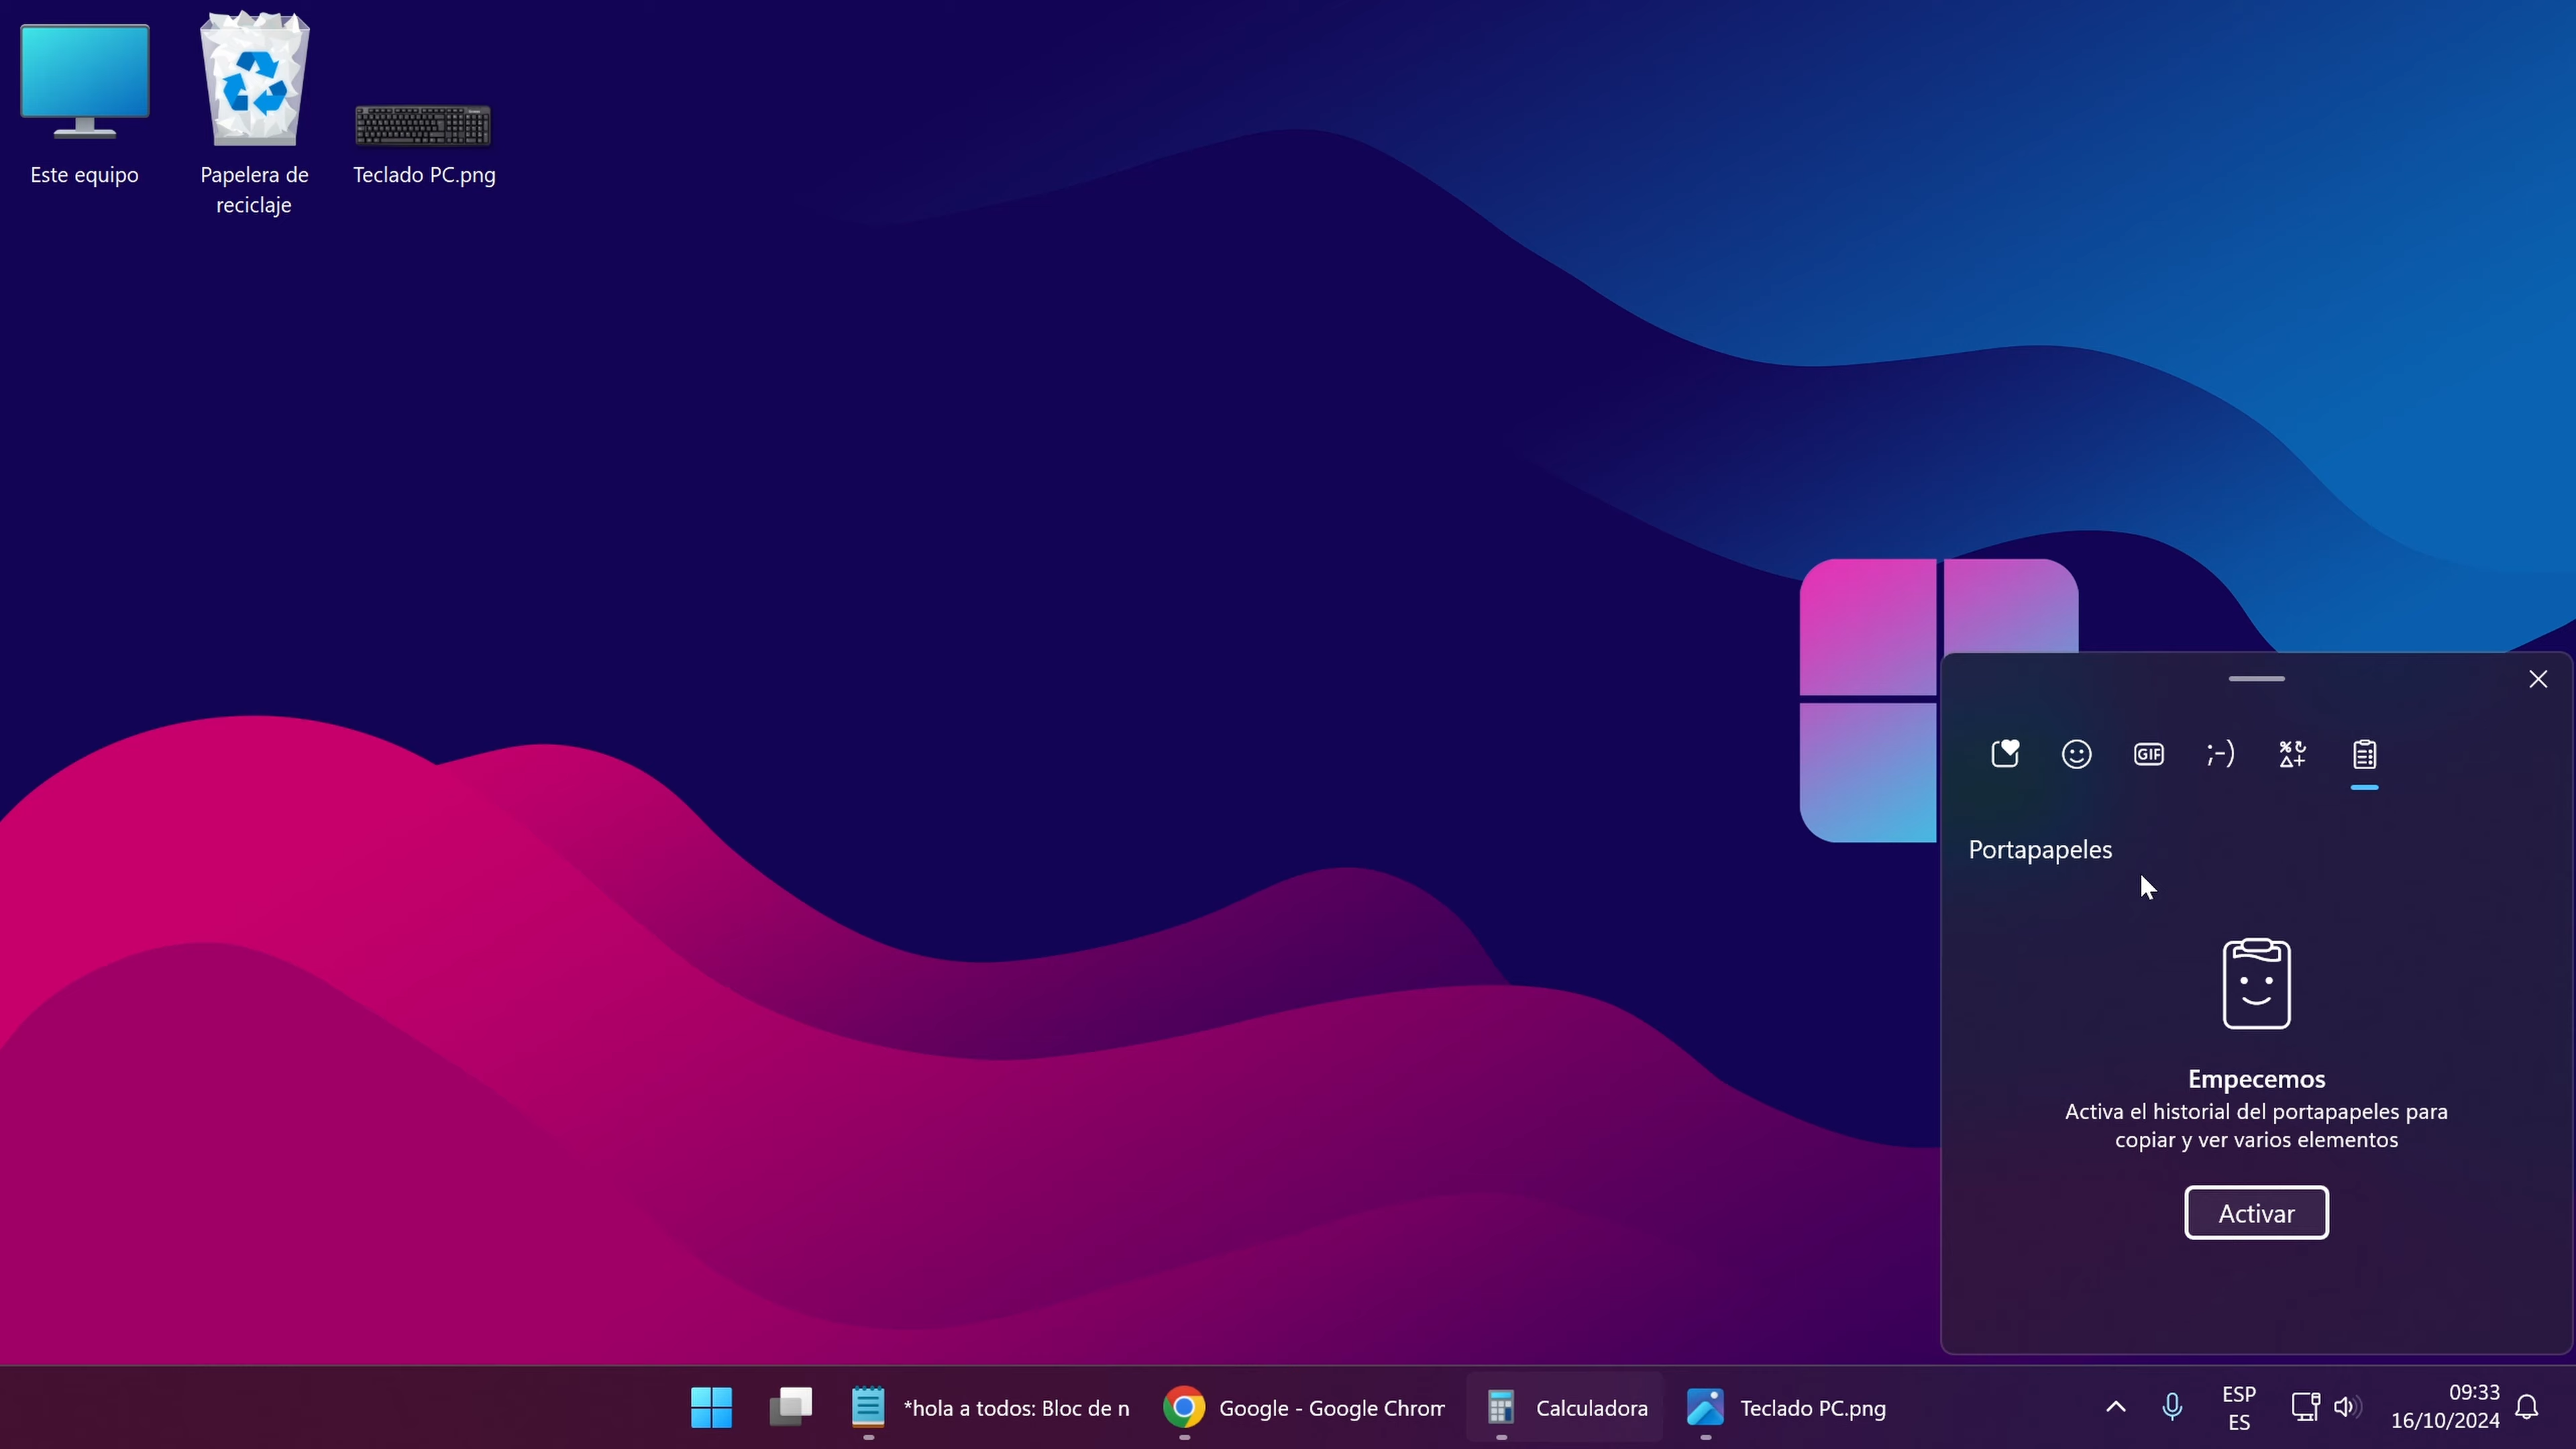 Este equipo
Papelera de
reciclaje
Teclado PC.png
GIF
;-)
Portapapeles
Empecemos
Activa el historial del portapapeles para
copiar y ver varios elementos
Activar
*hola a todos: Bloc de n
Google - Google Chrom
Calculadora
Teclado PC.png
ESP
ES
09:33
16/10/2024